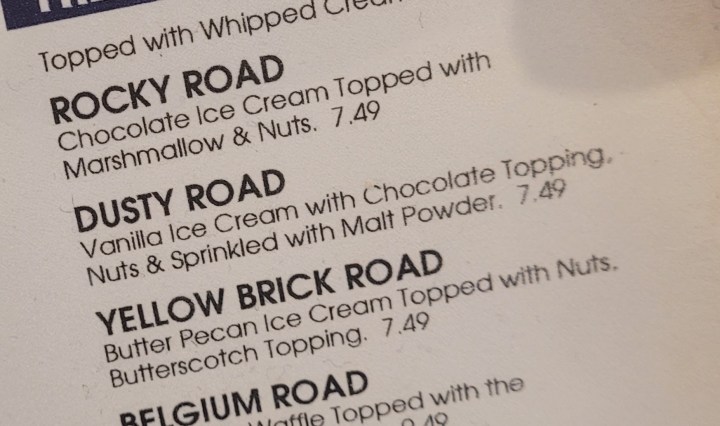 Topped with Whipped
ROCKY ROAD
Chocolate Ice Cream Topped with
Marshmallow & Nuts. 7.49
DUSTY ROAD
Vanilla Ice Cream with Chocolate Topping,
Nuts & Sprinkled with Malt Powder. 7.49
YELLOW BRICK ROAD
Butter Pecan Ice Cream Topped with Nuts.
Butterscotch Topping. 7.49
BELGIUM ROAD
Waffle Topped with the